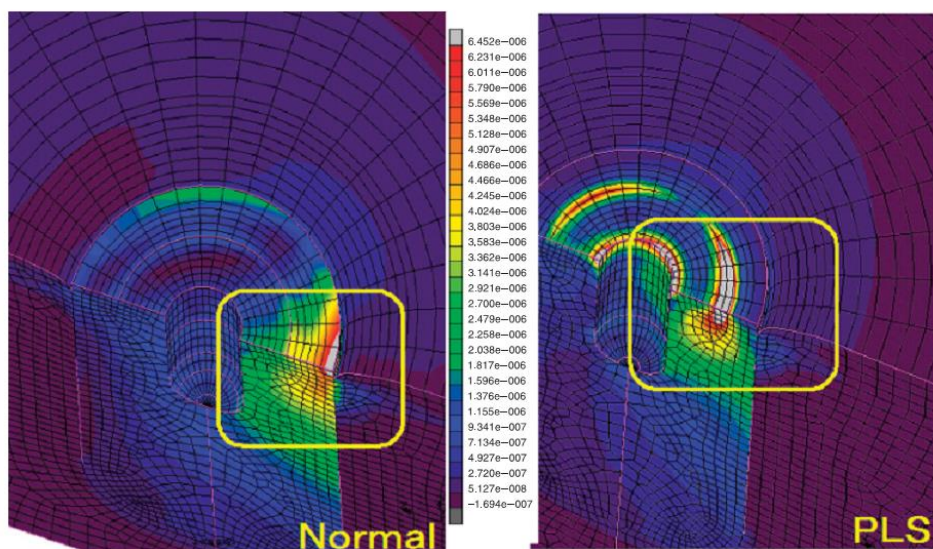 6.452e-006
6.231e-006
6.011e-006
5.790e-006
5.569e-006
5.348e-006
5.128e-006
4.907e-006
4.686e-006
4.466e-006
4.245e-006
4.024e-006
3.803e-006
3.583e-006
3.362e-006
3.141e-006
2.921e-006
2.700e-006
2.479e-006
2.258e-006
2.038e-006
1.817e-006
1.596e-006
1.376e-006
1.155e-006
9.341e-007
7.134e-007
4.927e-007
2.720e-007
5.127e-008
−1.694e-007
Normal
PLS